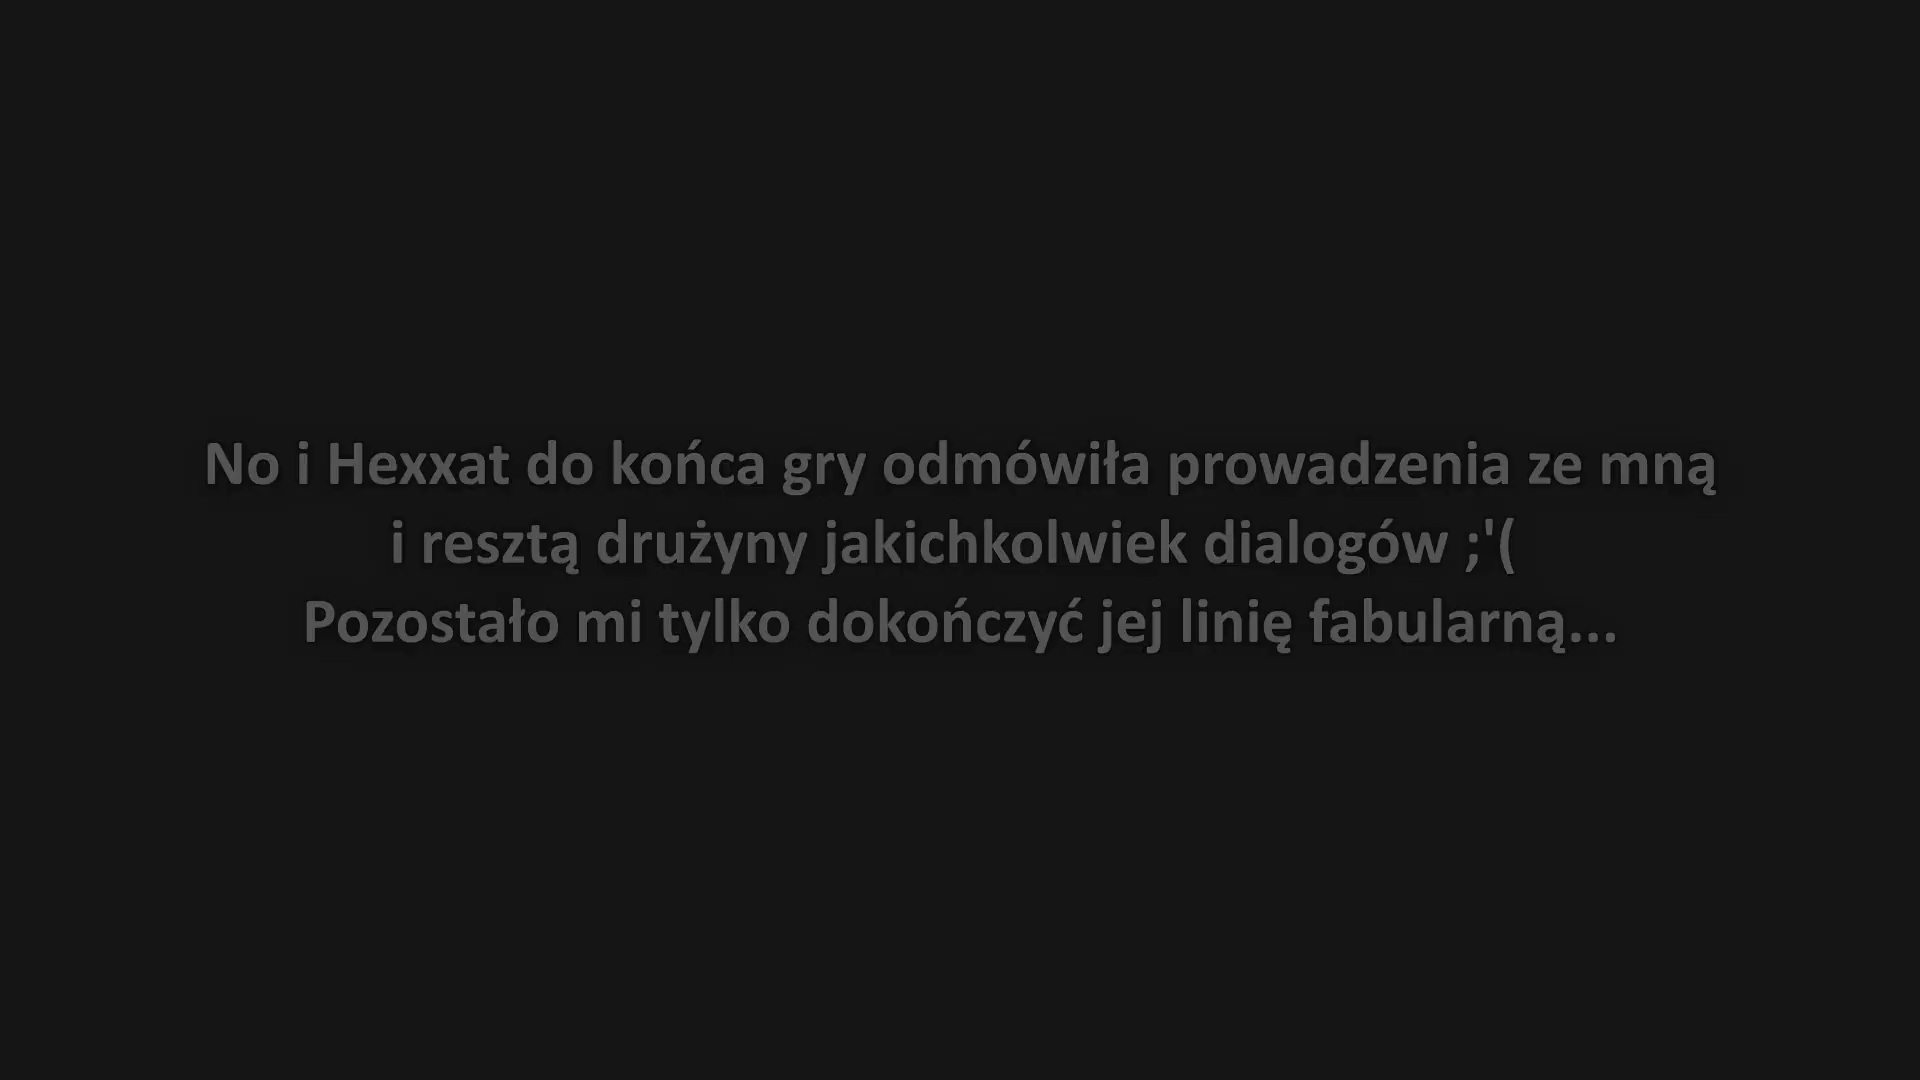 No i Hexxat do końca gry odmówiła prowadzenia ze mną
i resztą drużyny jakichkolwiek dialogów ;'(
Pozostało mi tylko dokończyć jej linię fabularną...